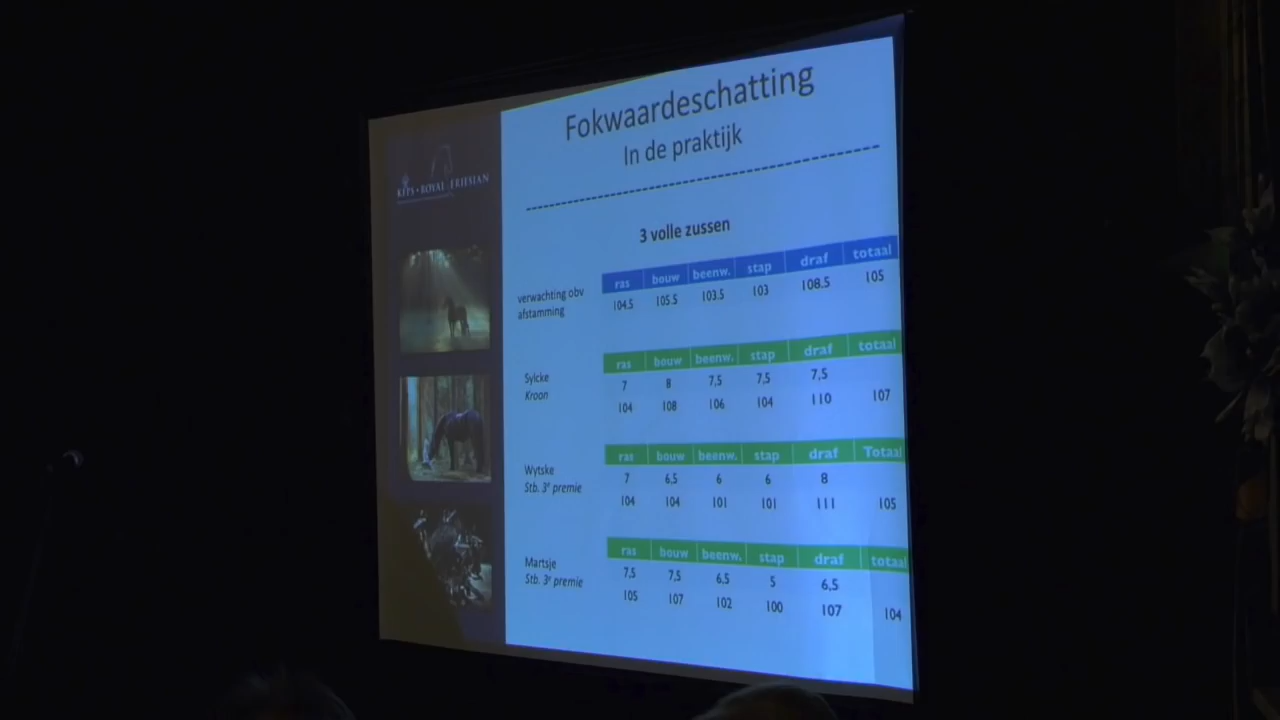 Fokwaardeschatting
In de praktijk
KFPS • ROYAL FRIESIAN
3 volle zussen
ras bouw beenw. stap draf totaal
verwachting obv
afstamming
104.5 105.5 103.5 103 108.5 105
ras bouw beenw. stap draf totaal
Sylcke
Kroon
7 8 7,5 7,5 7,5
104 108 106 104 110 107
ras bouw beenw. stap draf Totaal
Wytske
Stb. 3e premie
7 6,5 6 6 8
104 104 101 101 111 105
ras bouw beenw. stap draf totaal
Martsje
Stb. 3e premie
7,5 7,5 6,5 5 6,5
105 107 102 100 107 104